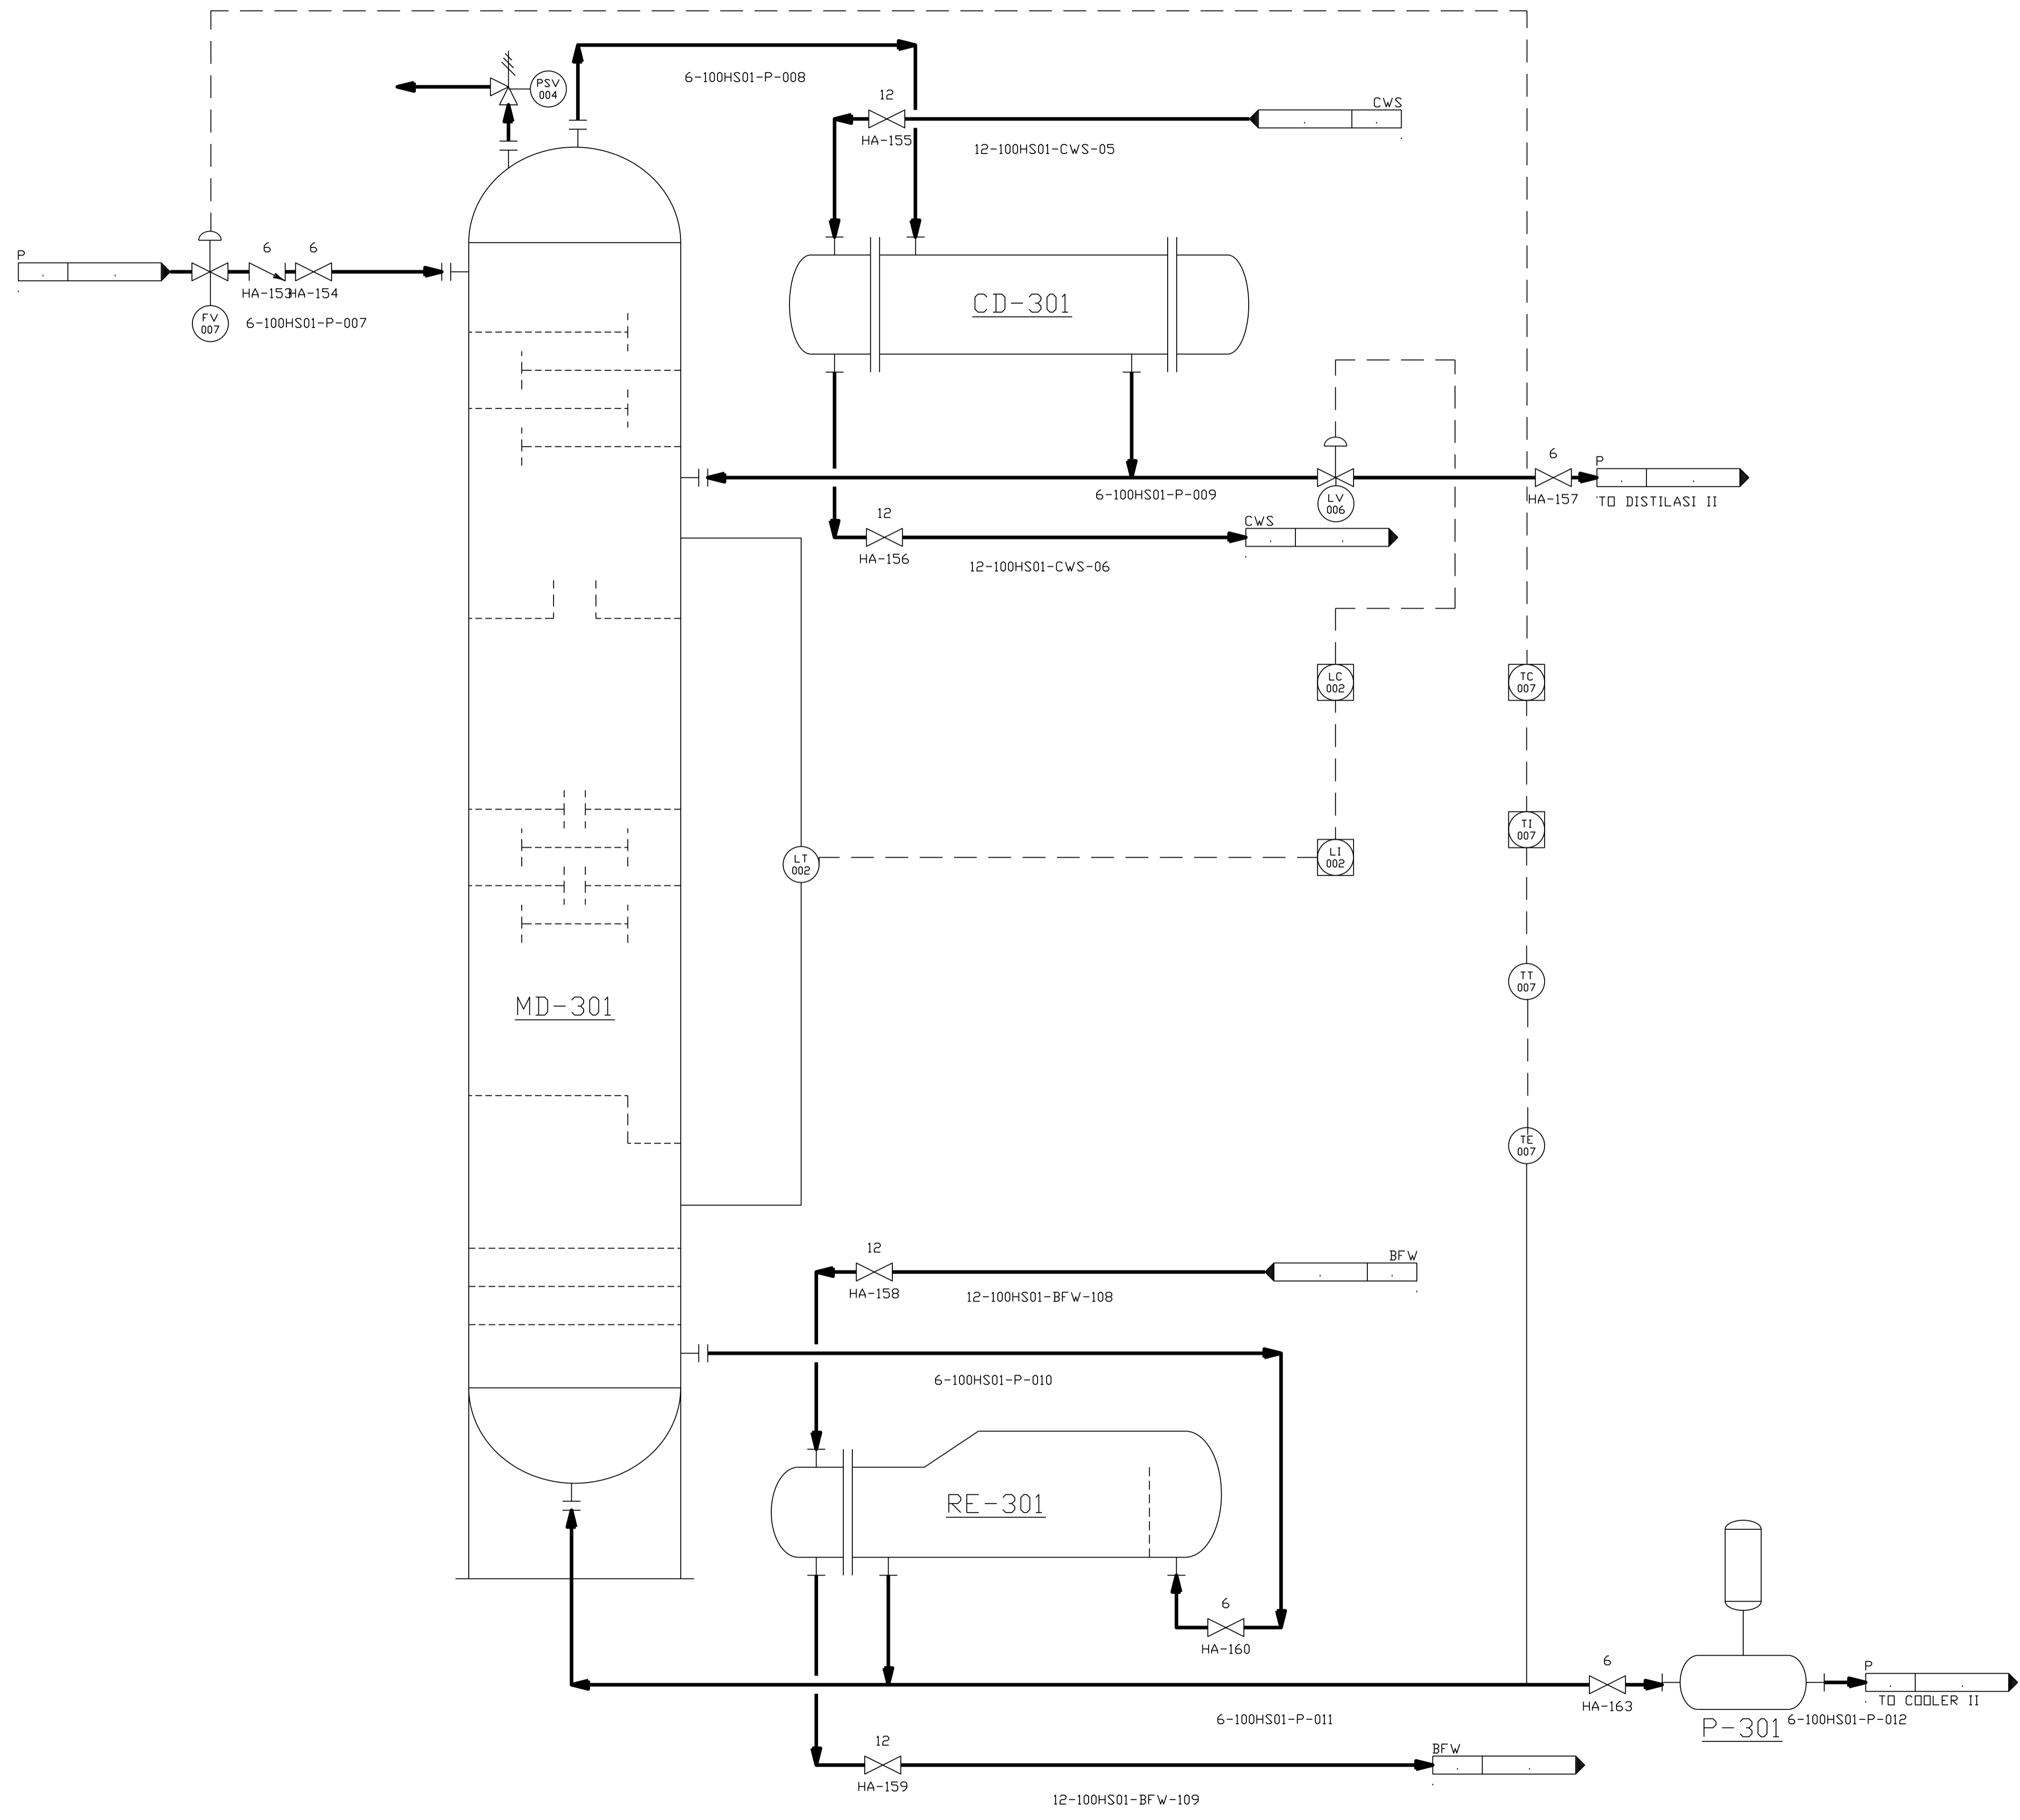 6-100HS01-P-008
PSV
004
12
CWS
HA-155
12-100HS01-CWS-05
P
6
6
HA-153
HA-154
FV
007
6-100HS01-P-007
CD-301
6
P
LV
006
6-100HS01-P-009
HA-157
TO DISTILASI II
12
CWS
HA-156
12-100HS01-CWS-06
LC
002
TC
007
TI
007
LT
002
LI
002
TT
007
MD-301
TE
007
12
BFW
HA-158
12-100HS01-BFW-108
6-100HS01-P-010
RE-301
6
HA-160
6
P
HA-163
TO COOLER II
6-100HS01-P-011
P-301
6-100HS01-P-012
12
BFW
HA-159
12-100HS01-BFW-109